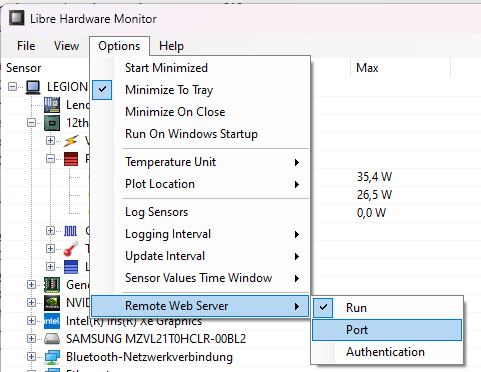 Libre Hardware Monitor
File View Options Help
Sensor Max
Start Minimized
LEGION
Minimize To Tray
Minimize On Close
12th
Run On Windows Startup
Temperature Unit
35,4 W
Plot Location
26,5 W
Log Sensors
0,0 W
Logging Interval
Update Interval
Sensor Values Time Window
Remote Web Server
Run
Port
Authentication
Intel(R) Iris(R) Xe Graphics
SAMSUNG MZVL21T0HCLR-00BL2
Bluetooth-Netzwerkverbindung